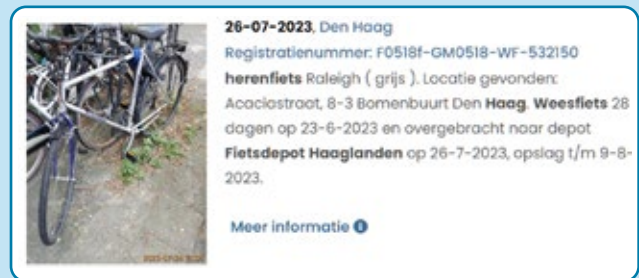 26-07-2023, Den Haag
Registratienummer: F0518f-GM0518-WF-532150
herenfiets Raleigh ( grijs ). Locatie gevonden:
Acaciastraat, 8-3 Bomenbuurt Den Haag. Weesfiets 28
dagen op 23-6-2023 en overgebracht naar depot
Fietsdepot Haaglanden op 26-7-2023, opslag t/m 9-8-
2023.
Meer informatie